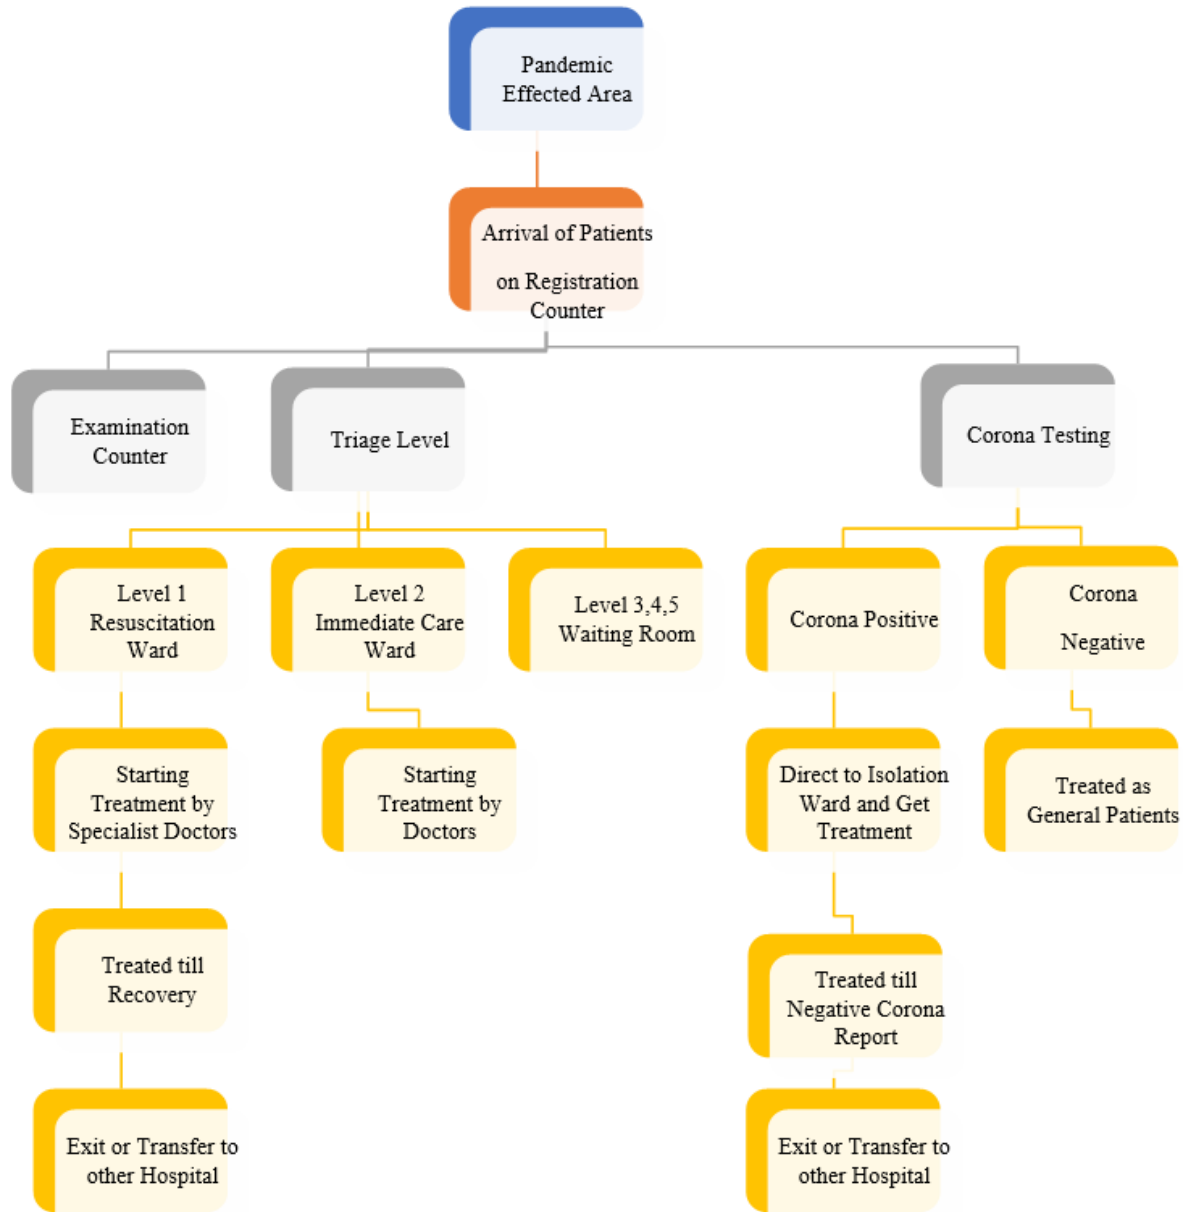 Pandemic
Effected Area
Arrival of Patients
on Registration
Counter
Examination
Counter
Triage Level
Corona Testing
Level 1
Resuscitation
Ward
Level 2
Immediate Care
Ward
Level 3,4,5
Waiting Room
Corona Positive
Corona
Negative
Starting
Treatment by
Specialist Doctors
Starting
Treatment by
Doctors
Direct to Isolation
Ward and Get
Treatment
Treated as
General Patients
Treated till
Recovery
Treated till
Negative Corona
Report
Exit or Transfer to
other Hospital
Exit or Transfer to
other Hospital